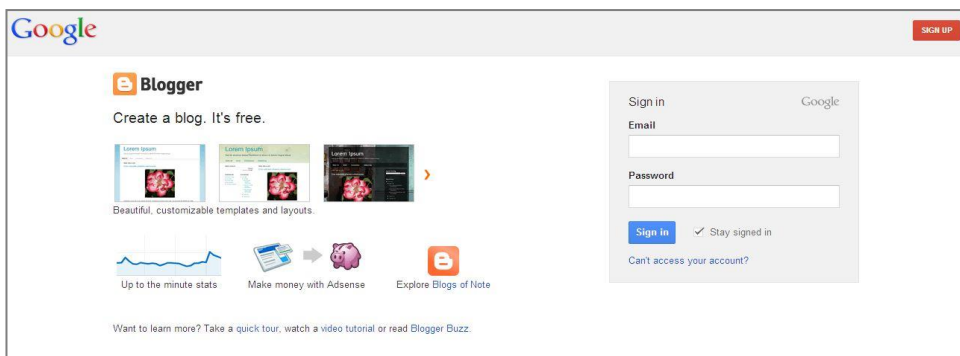 Google
SIGN UP
Blogger
Create a blog. It's free.
Lorem Ipsum
Lorem Ipsum
Lorem Ipsum
Beautiful, customizable templates and layouts.
Up to the minute stats
Make money with Adsense
Explore Blogs of Note
Want to learn more? Take a quick tour, watch a video tutorial or read Blogger Buzz.
Sign in Google
Email
Password
Sign in
Stay signed in
Can't access your account?